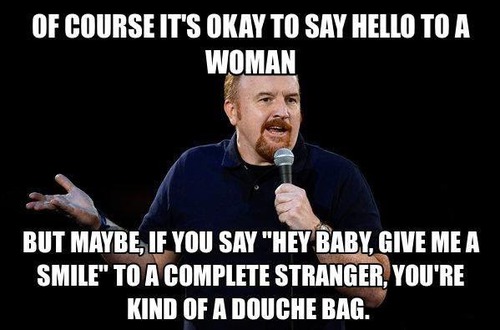 OF COURSE IT'S OKAY TO SAY HELLO TO A
WOMAN
BUT MAYBE, IF YOU SAY "HEY BABY, GIVE ME A
SMILE" TO A COMPLETE STRANGER, YOU'RE
KIND OF A DOUCHE BAG.